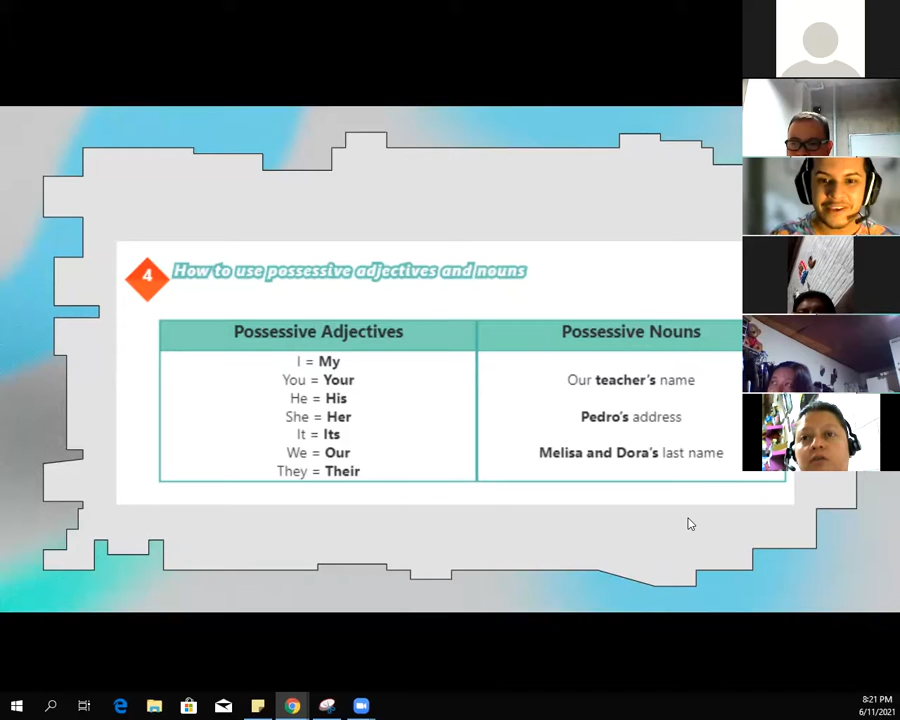 4
How to use possessive adjectives and nouns
Possessive Adjectives
Possessive Nouns
I = My
You = Your
He = His
She = Her
It = Its
We = Our
They = Their
Our teacher's name
Pedro's address
Melisa and Dora's last name
8:21 PM
6/11/2021